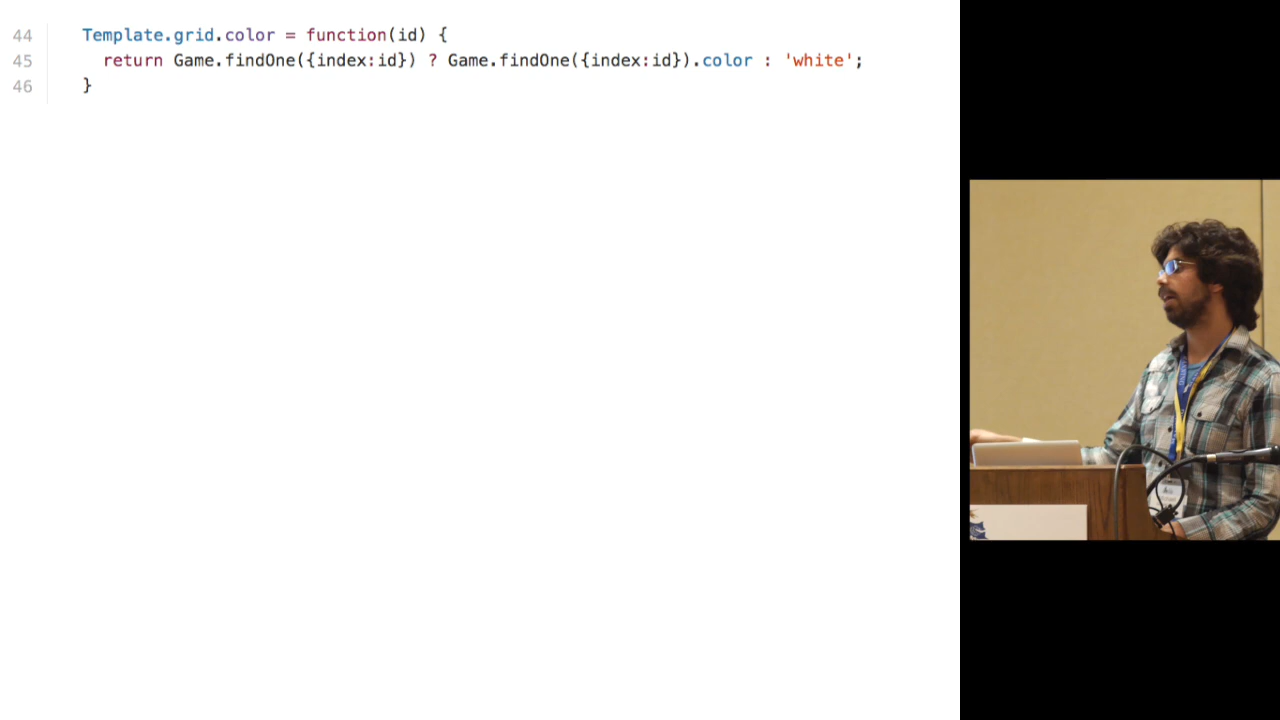 44 Template.grid.color = function(id) {
45 return Game.findOne({index:id}) ? Game.findOne({index:id}).color : 'white';
46 }